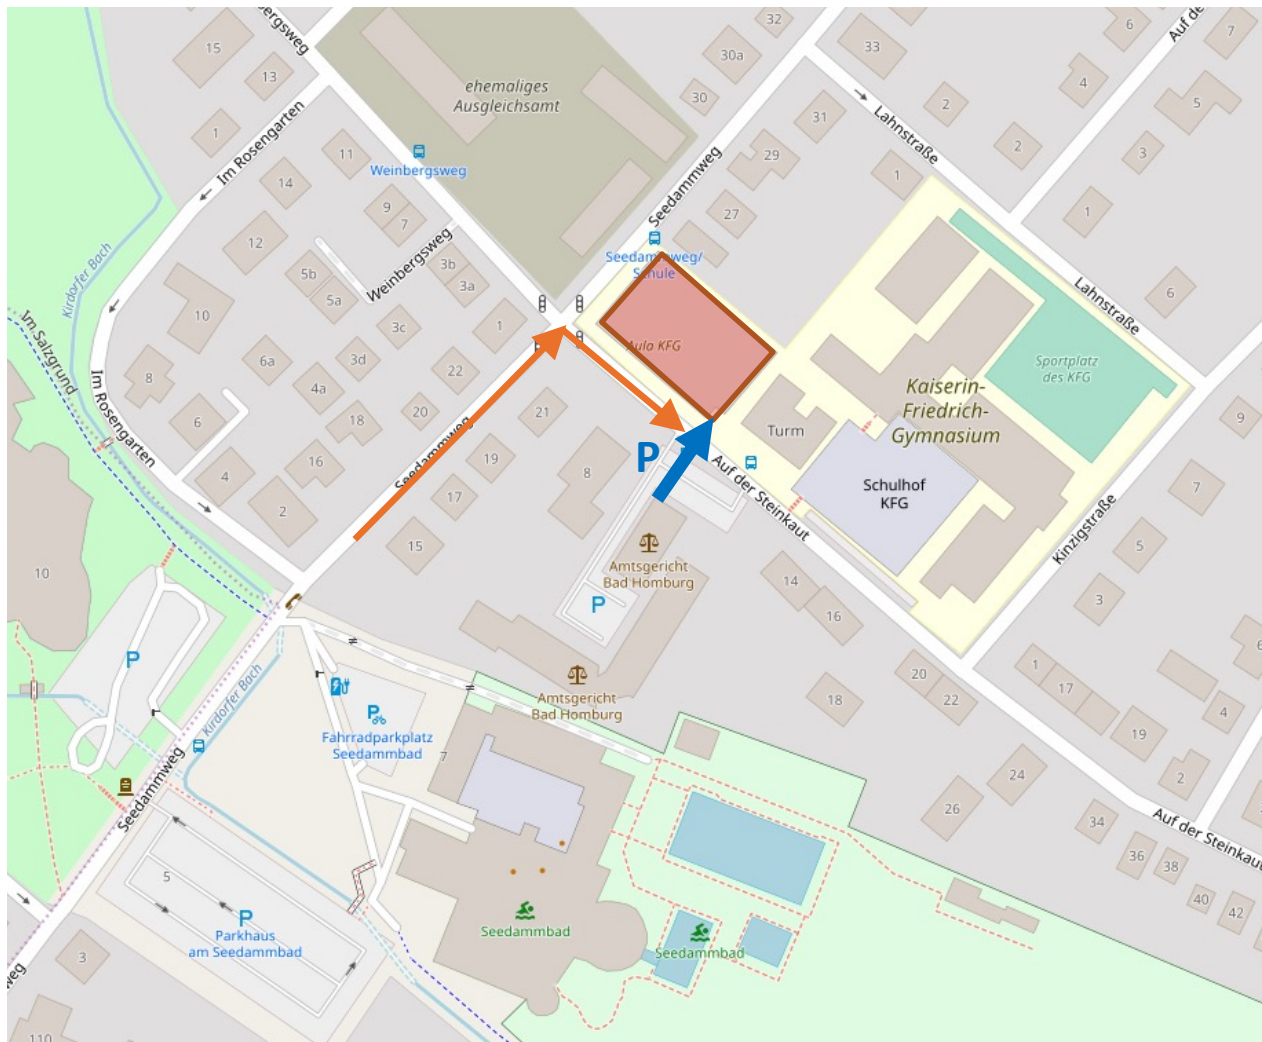 nbergsweg
15
13
1
Im Rosengarten
ehemaliges
Ausgleichsamt
32
30a
30
33
6
7
Auf de
4
5
2
2
3
1
Lahnstraße
31
29
27
1
Seedammweg
Weinbergsweg
11
14
9
7
12
5b
5a
Weinbergsweg
3b
3a
10
3c
1
Kirdorfer Bach
Im Salzgrund
Seedammweg/
Schule
Aula KFG
Lahnstraße
6
Sportplatz
des KFG
Kaiserin-
Friedrich-
Gymnasium
9
8
6a
3d
4a
22
20
18
6
16
4
2
Im Rosengarten
Seedammweg
21
19
17
15
8
P
Turm
Auf der Steinkaut
Schulhof
KFG
Kinzigstraße
7
5
3
10
Amtsgericht
Bad Homburg
P
14
16
6
P
Amtsgericht
Bad Homburg
18
20
22
1
17
19
4
2
Kirdorfer Bach
P
Fahrradparkplatz
Seedammbad
7
24
26
34
36
38
40
42
Auf der Steinkaut
Seedammweg
5
P
Parkhaus
am Seedammbad
Seedammbad
Seedammbad
3
weg
110